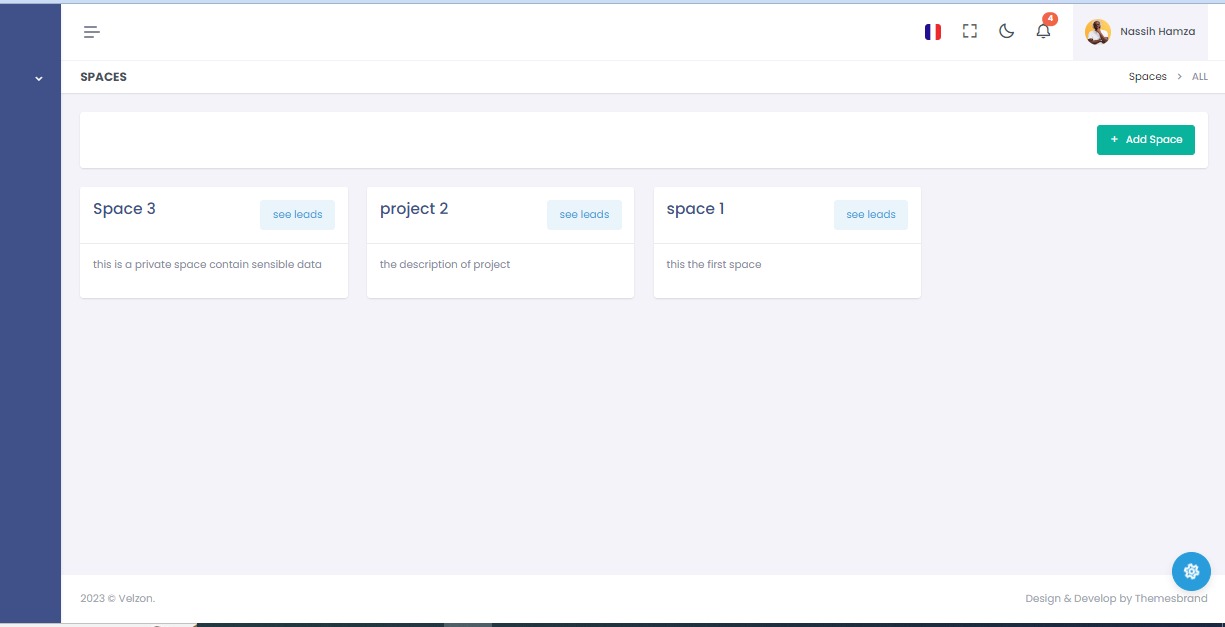 4
Nassih Hamza
SPACES
Spaces > ALL
+ Add Space
Space 3
see leads
project 2
see leads
space 1
see leads
this is a private space contain sensible data
the description of project
this the first space
2023 © Velzon.
Design & Develop by Themesbrand